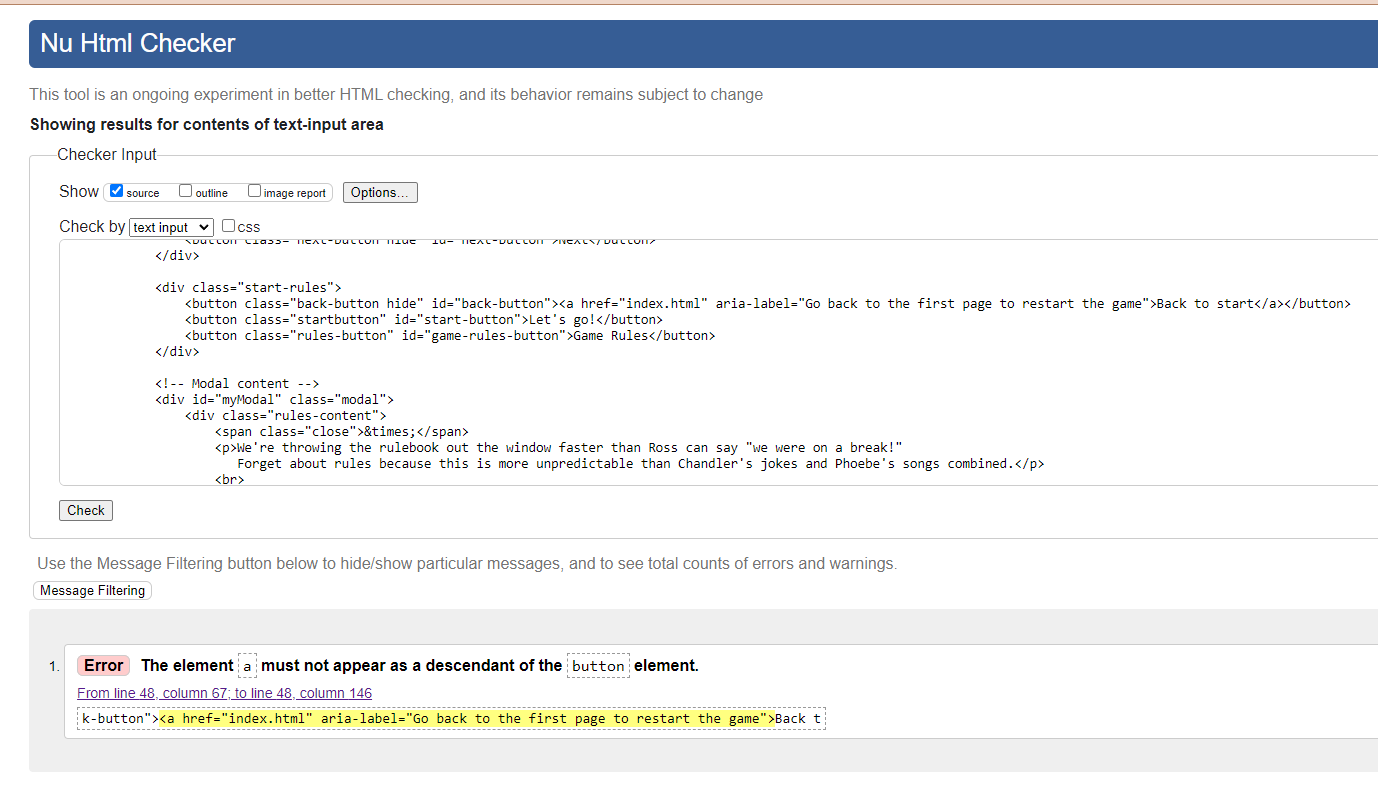 Nu Html Checker
This tool is an ongoing experiment in better HTML checking, and its behavior remains subject to change
Showing results for contents of text-input area
Checker Input
Show source outline image report Options...
Check by text input css
<button class="next-button hide" id="next-button">Next</button>
</div>
<div class="start-rules">
<button class="back-button hide" id="back-button"><a href="index.html" aria-label="Go back to the first page to restart the game">Back to start</a></button>
<button class="startbutton" id="start-button">Let's go!</button>
<button class="rules-button" id="game-rules-button">Game Rules</button>
</div>
<!-- Modal content -->
<div id="myModal" class="modal">
<div class="rules-content">
<span class="close">&times;</span>
<p>We're throwing the rulebook out the window faster than Ross can say "we were on a break!"
Forget about rules because this is more unpredictable than Chandler's jokes and Phoebe's songs combined.</p>
<br>
Check
Use the Message Filtering button below to hide/show particular messages, and to see total counts of errors and warnings.
Message Filtering
1. Error The element a must not appear as a descendant of the button element.
From line 48, column 67; to line 48, column 146
k-button"><a href="index.html" aria-label="Go back to the first page to restart the game">Back t